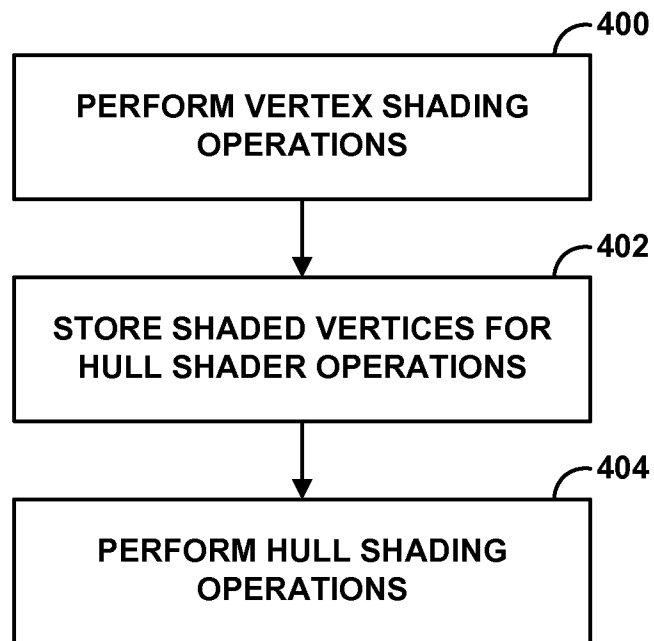 400
PERFORM VERTEX SHADING
OPERATIONS
402
STORE SHADED VERTICES FOR
HULL SHADER OPERATIONS
404
PERFORM HULL SHADING
OPERATIONS